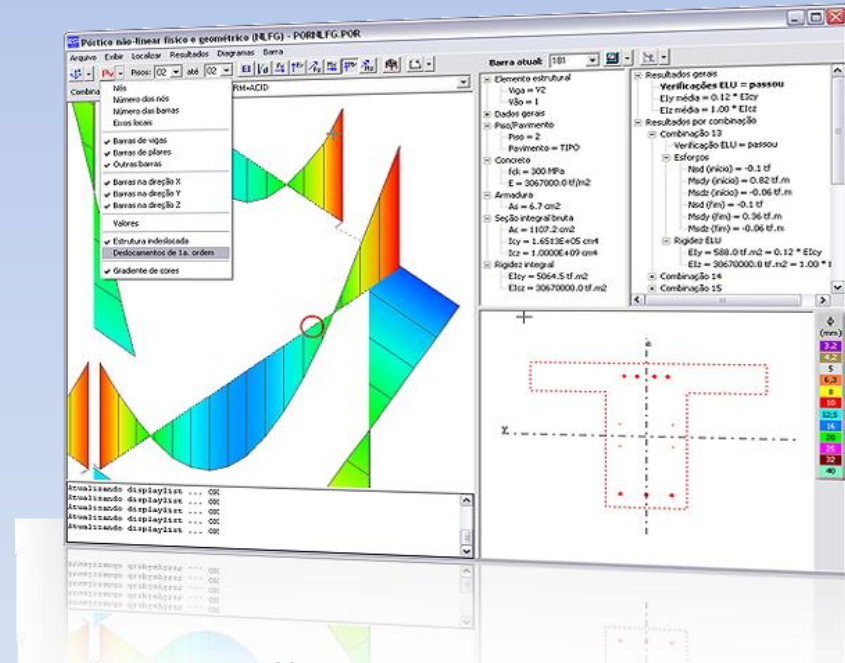 Pórtico não-linear físico e geométrico (NLFG) - PORNLFG.POR
Arquivo Exibir Localizar Resultados Diagramas Barra
Pisos: 02 até 02
Barra atual: 181
Combina
RM+ACID
Nós
Número dos nós
Número das barras
Eixos locais
Barras de vigas
Barras de pilares
Outras barras
Barras na direção X
Barras na direção Y
Barras na direção Z
Valores
Estrutura indeslocada
Deslocamentos de 1a. ordem
Gradiente de cores
Elemento estrutural
Viga = V2
Vão = 1
Dados gerais
Piso/Pavimento
Piso = 2
Pavimento = TIPO
Concreto
fck = 300 MPa
E = 3067000.0 tf/m2
Armadura
As = 6.7 cm2
Seção integral bruta
Ac = 1107.2 cm2
Icy = 1.6513E+05 cm4
Icz = 1.0000E+09 cm4
Rigidez integral
EIcy = 5064.5 tf.m2
EIcz = 30670000.0 tf.m2
Resultados gerais
Verificações ELU = passou
EIy média = 0.12 * EIcy
EIz média = 1.00 * EIcz
Resultados por combinação
Combinação 13
Verificação ELU = passou
Esforços
Nsd (início) = -0.1 tf
Msdy (início) = 0.82 tf.m
Msdz (início) = -0.06 tf.m
Nsd (fim) = -0.1 tf
Msdy (fim) = 0.36 tf.m
Msdz (fim) = -0.06 tf.m
Rigidez ELU
EIy = 588.0 tf.m2 = 0.12 * EIcy
EIz = 30670000.0 tf.m2 = 1.00 *
Combinação 14
Combinação 15
z
y
(mm)
3,2
4,2
5
6,3
8
10
12,5
16
20
25
32
40
Atualizando displaylist ... OK
Atualizando displaylist ... OK
Atualizando displaylist ... OK
Atualizando displaylist ... OK
Atualizando displaylist ... OK